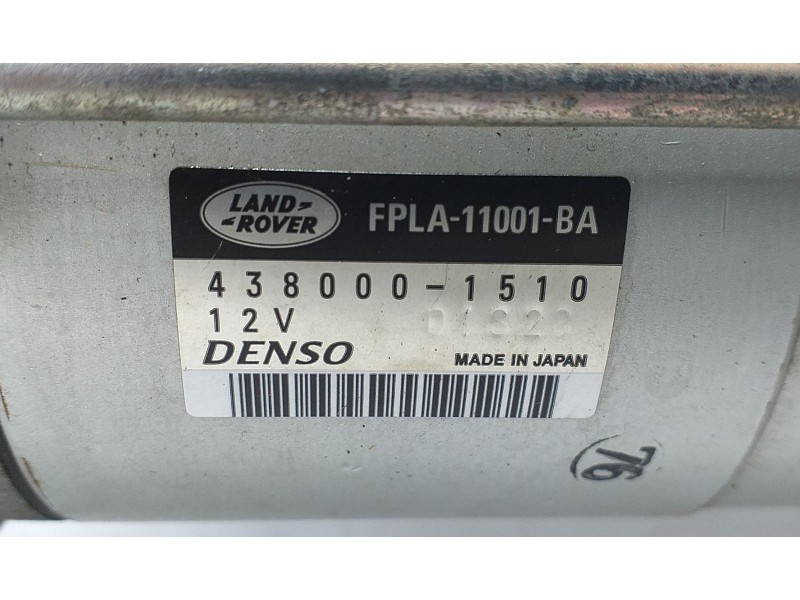 LAND-
-ROVER
FPLA-11001-BA
438000-1510
12V
DENSO
MADE IN JAPAN